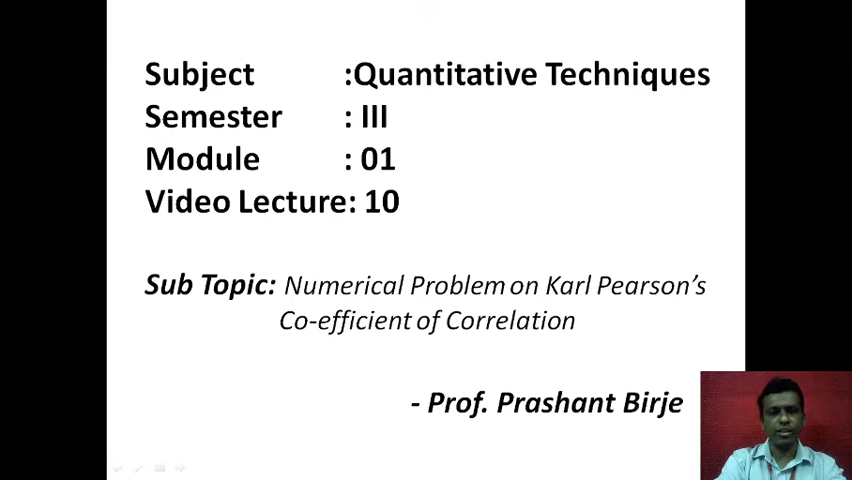 Subject :Quantitative Techniques
Semester : III
Module : 01
Video Lecture: 10
Sub Topic: Numerical Problem on Karl Pearson's
Co-efficient of Correlation
- Prof. Prashant Birje